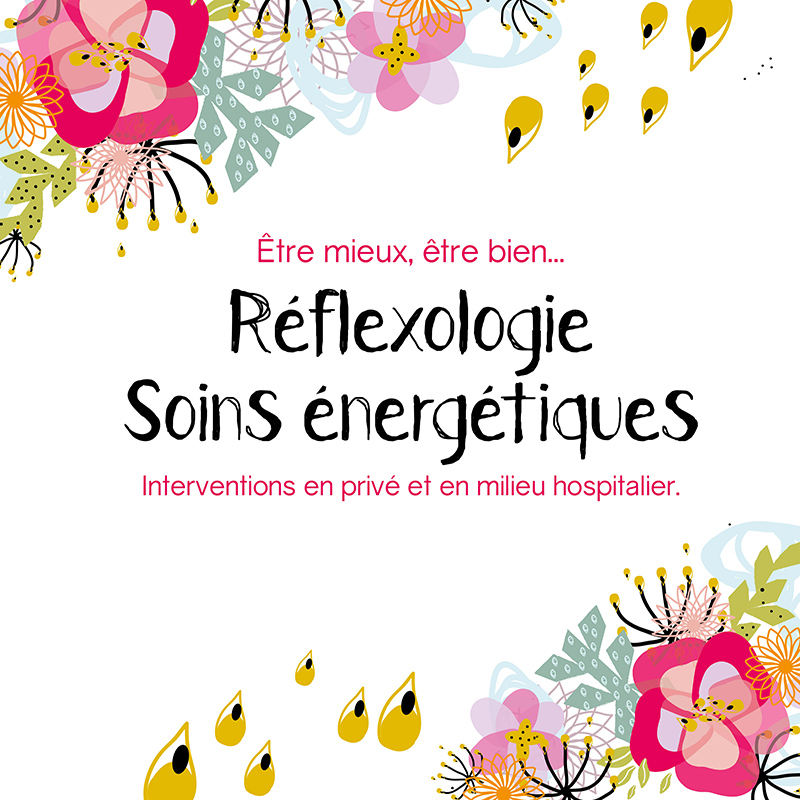 Être mieux, être bien...
Réflexologie
Soins énergétiques
Interventions en privé et en milieu hospitalier.